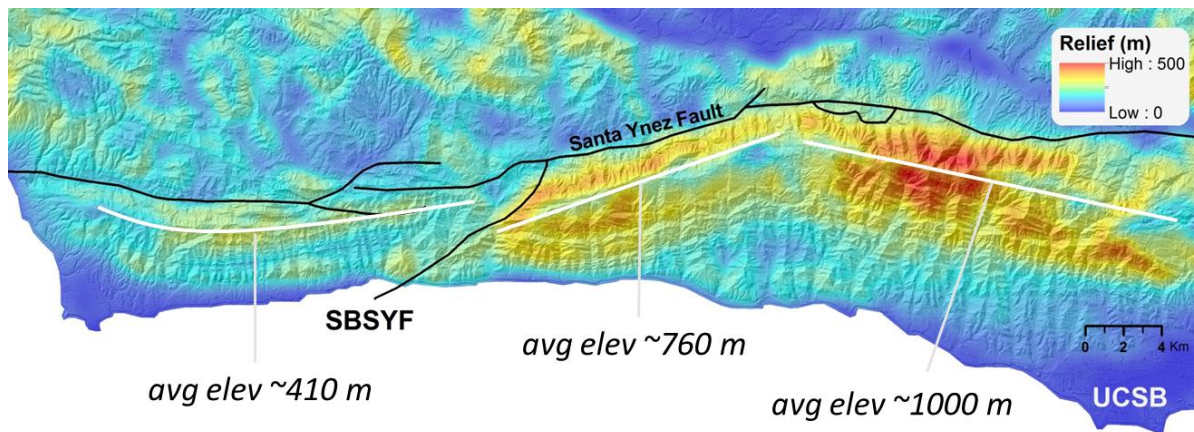 Relief (m)
High : 500
Low : 0
Santa Ynez Fault
SBSYF
avg elev ~410 m
avg elev ~760 m
avg elev ~1000 m
0 2 4 Km
UCSB